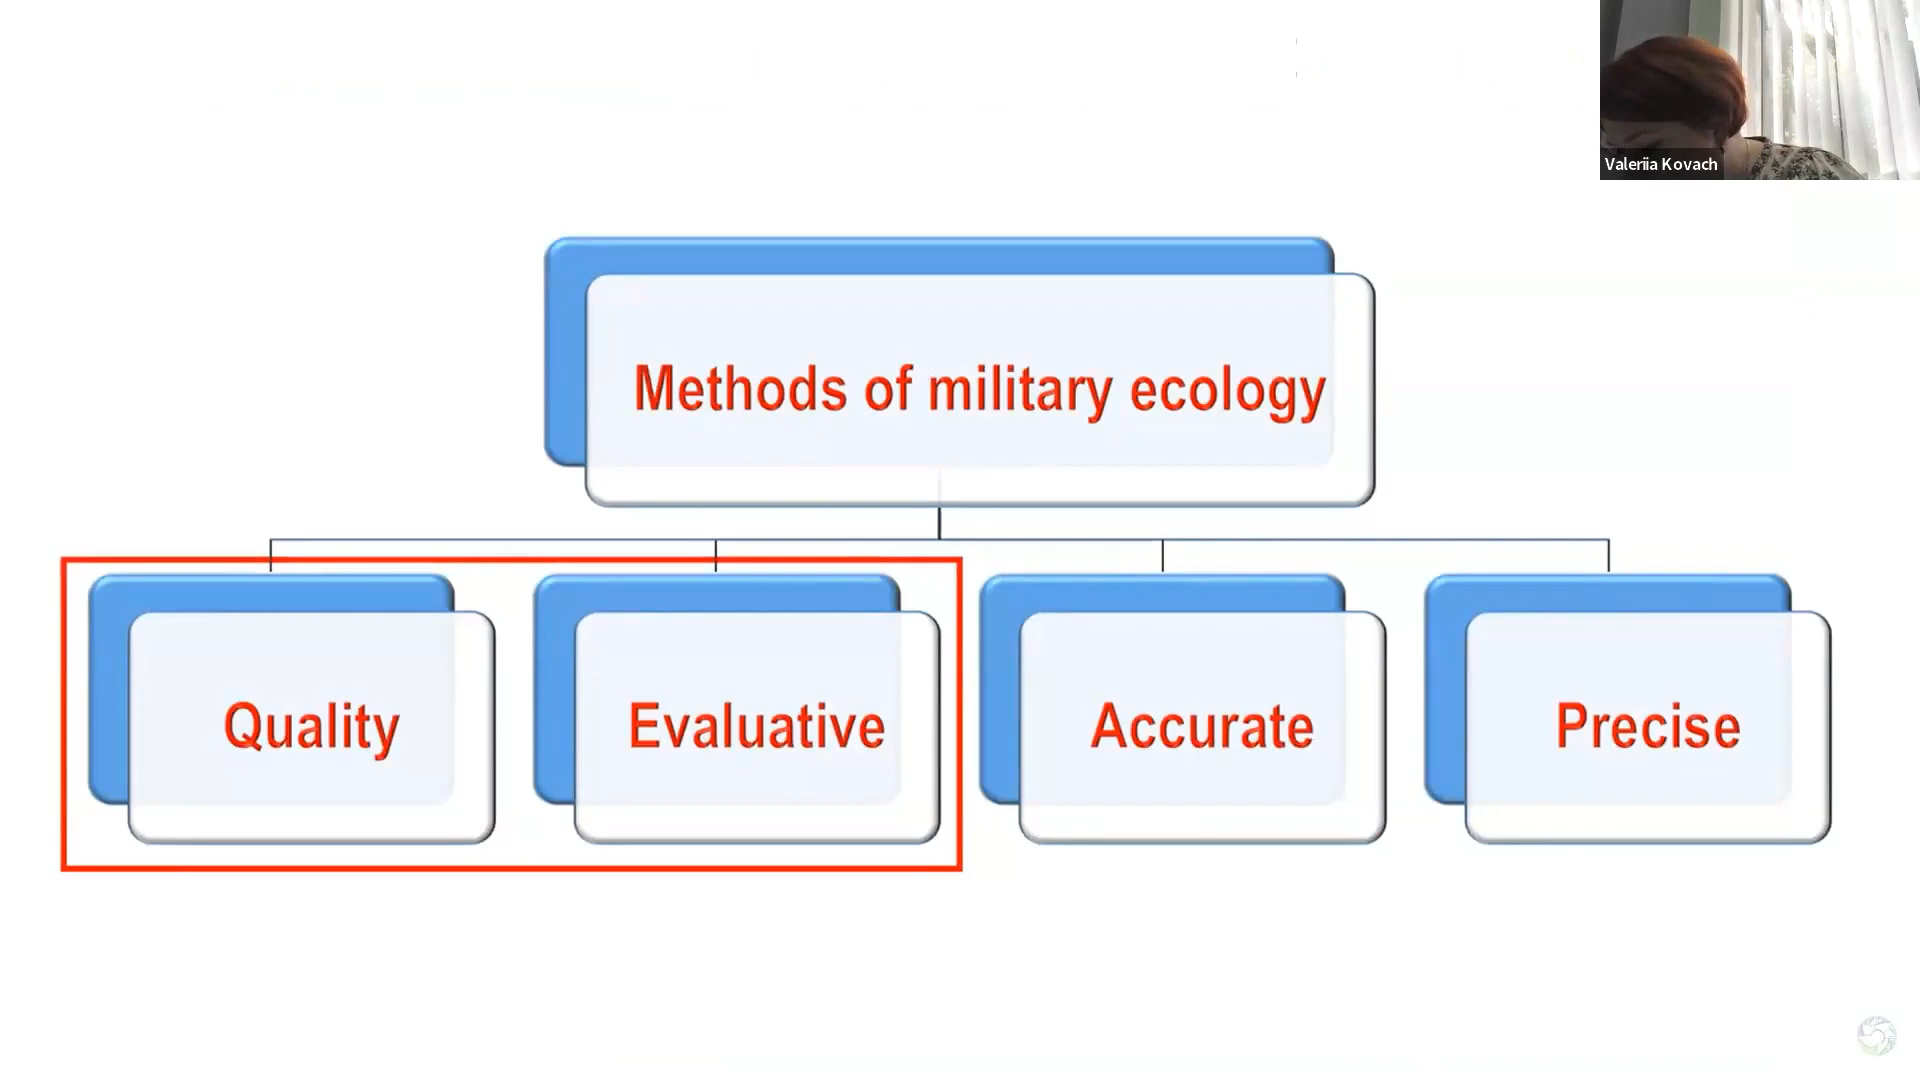 Valeriia Kovach
Methods of military ecology
Quality
Evaluative
Accurate
Precise